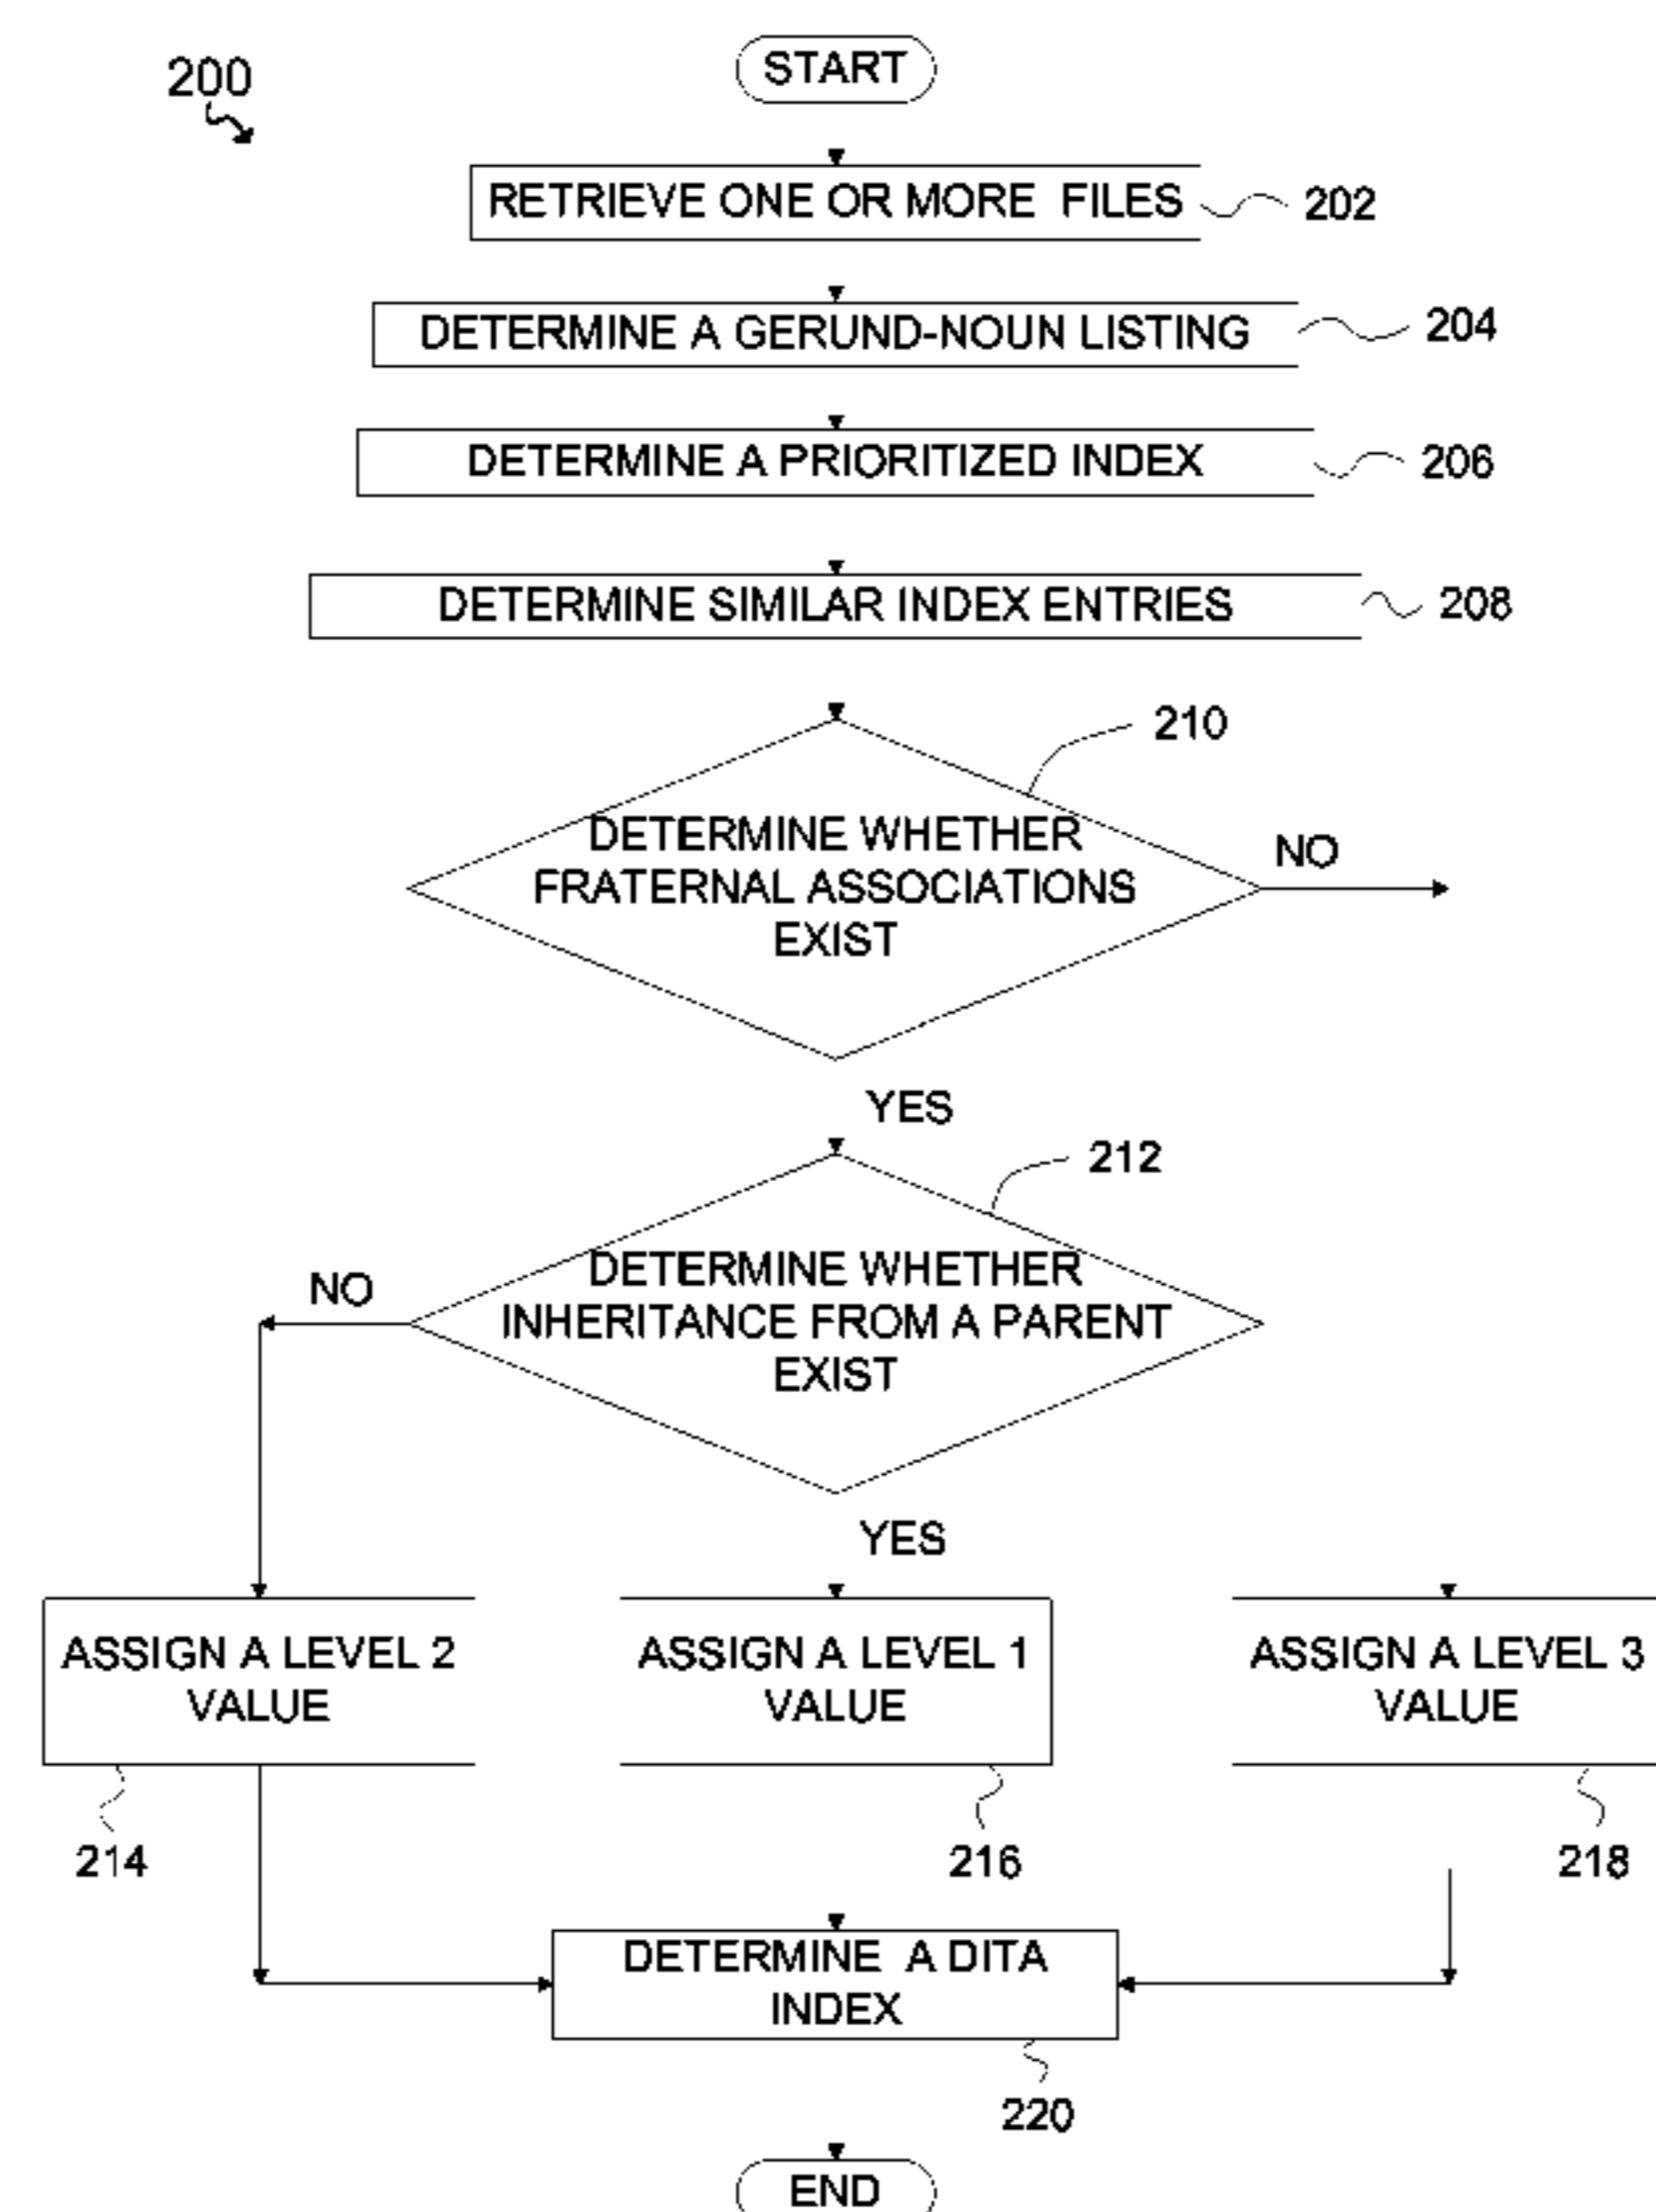 200
START
RETRIEVE ONE OR MORE FILES
202
DETERMINE A GERUND-NOUN LISTING
204
DETERMINE A PRIORITIZED INDEX
206
DETERMINE SIMILAR INDEX ENTRIES
208
210
DETERMINE WHETHER
FRATERNAL ASSOCIATIONS
EXIST
NO
YES
212
DETERMINE WHETHER
INHERITANCE FROM A PARENT
EXIST
NO
YES
ASSIGN A LEVEL 2
VALUE
214
ASSIGN A LEVEL 1
VALUE
216
ASSIGN A LEVEL 3
VALUE
218
DETERMINE A DITA
INDEX
220
END